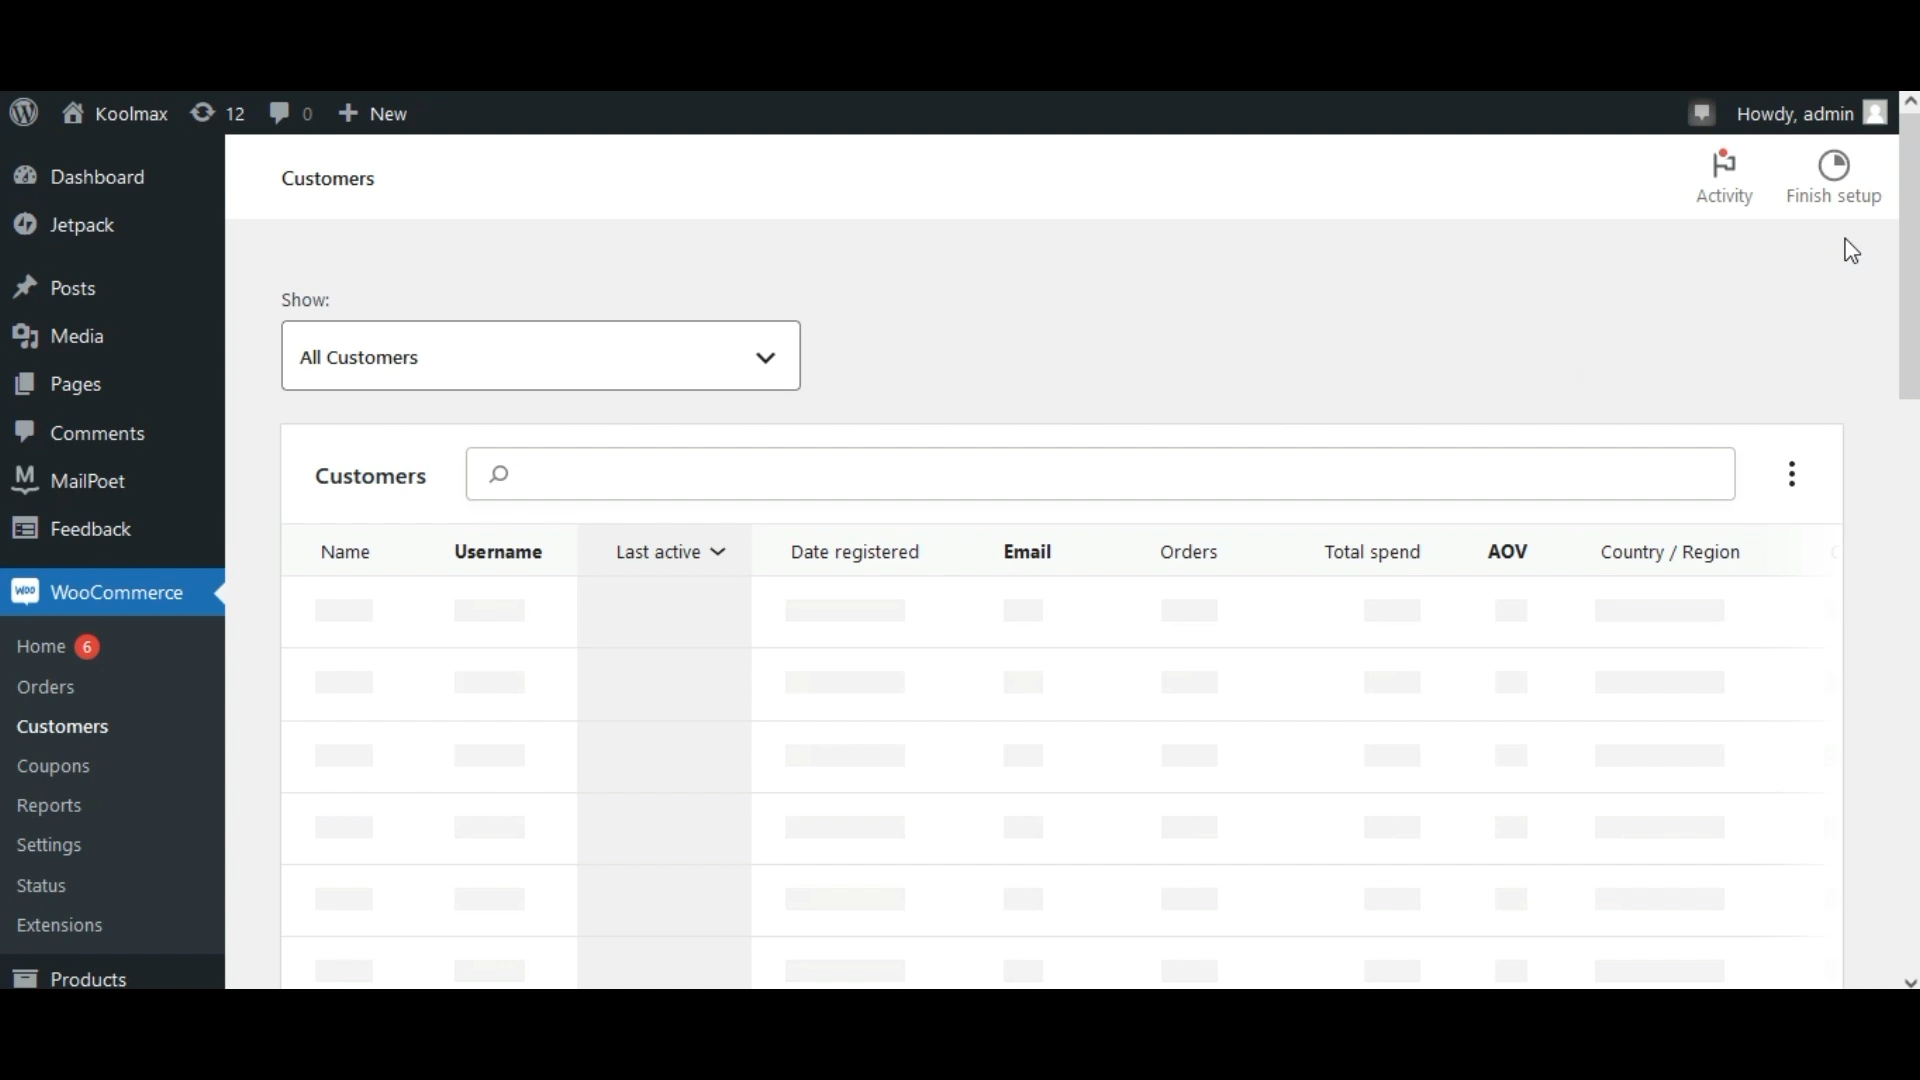 Koolmax 12 0 New Howdy, admin
Dashboard
Jetpack
Posts
Media
Pages
Comments
MailPoet
Feedback
WooCommerce
Home 6
Orders
Customers
Coupons
Reports
Settings
Status
Extensions
Products
Customers
Activity
Finish setup
Show:
All Customers
Customers
Name Username Last active Date registered Email Orders Total spend AOV Country / Region